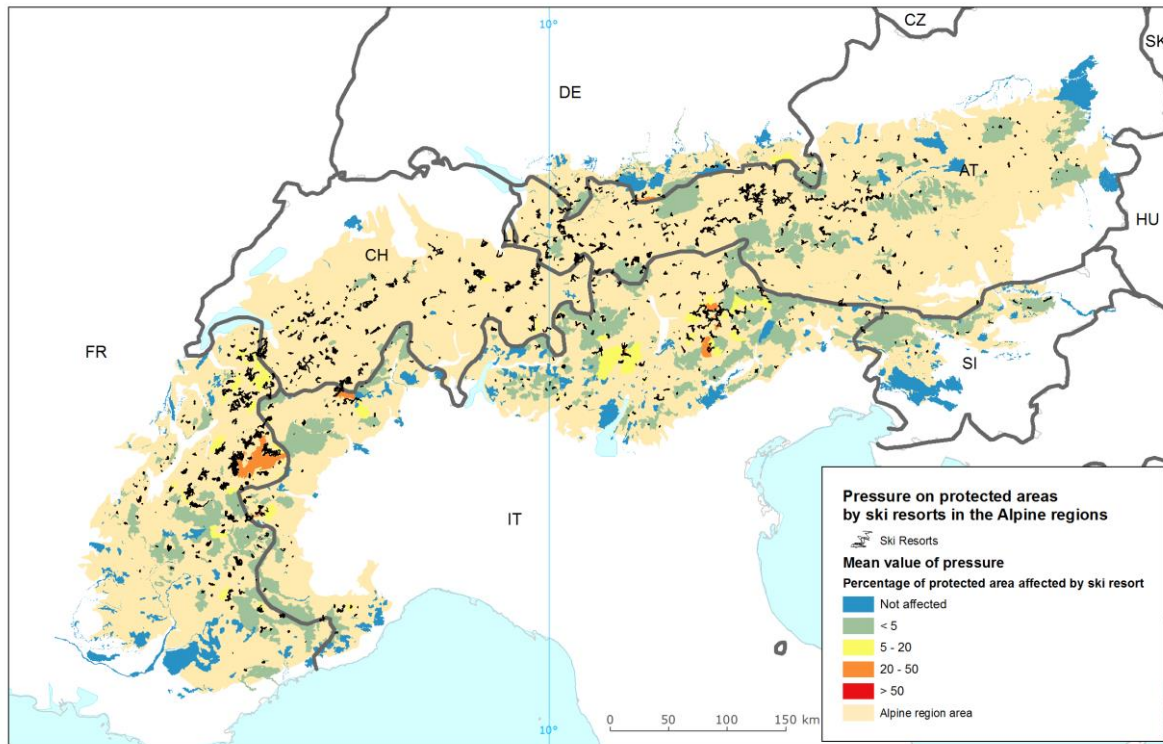 10°
CZ
SK
DE
AT
HU
CH
FR
SI
IT
10°
0 50 100 150 km
Pressure on protected areas
by ski resorts in the Alpine regions
Ski Resorts
Mean value of pressure
Percentage of protected area affected by ski resort
Not affected
< 5
5 - 20
20 - 50
> 50
Alpine region area